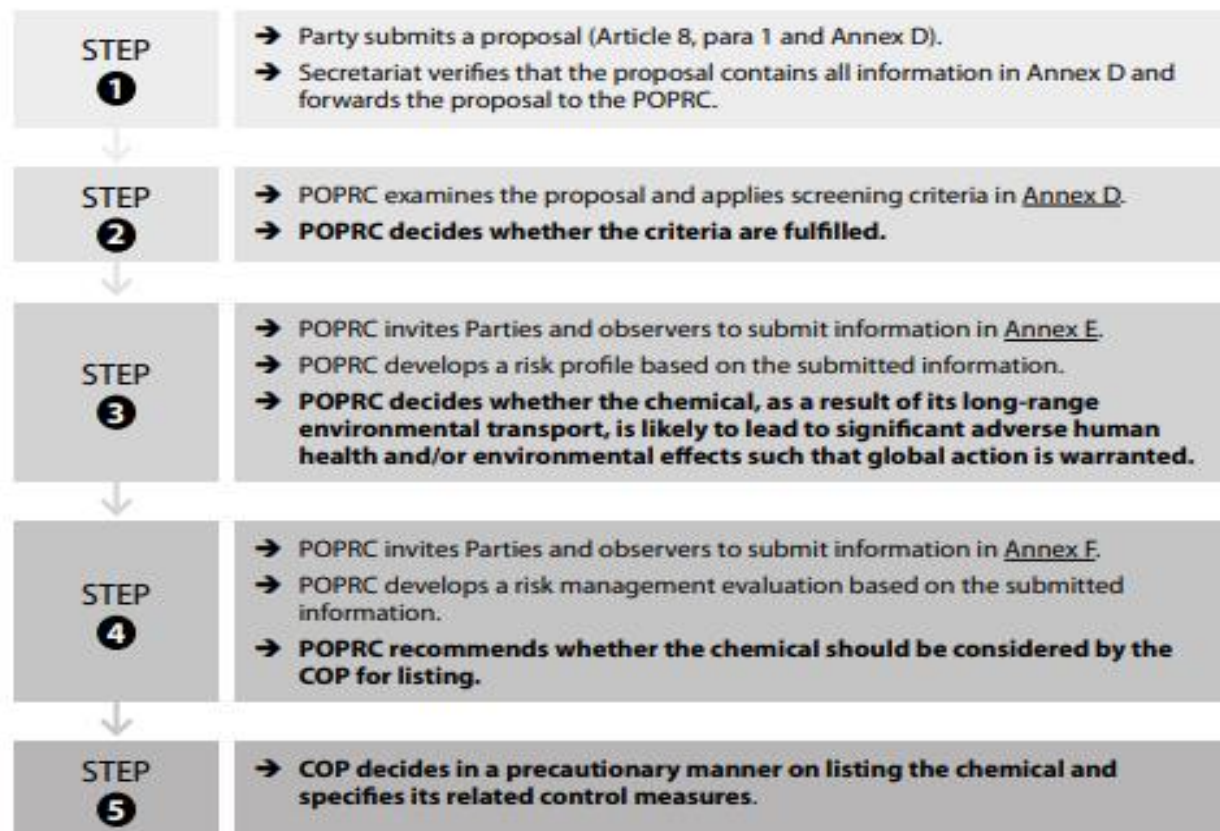 STEP
1
→ Party submits a proposal (Article 8, para 1 and Annex D).
→ Secretariat verifies that the proposal contains all information in Annex D and
forwards the proposal to the POPRC.
STEP
2
→ POPRC examines the proposal and applies screening criteria in Annex D.
→ POPRC decides whether the criteria are fulfilled.
STEP
3
→ POPRC invites Parties and observers to submit information in Annex E.
→ POPRC develops a risk profile based on the submitted information.
→ POPRC decides whether the chemical, as a result of its long-range
environmental transport, is likely to lead to significant adverse human
health and/or environmental effects such that global action is warranted.
STEP
4
→ POPRC invites Parties and observers to submit information in Annex F.
→ POPRC develops a risk management evaluation based on the submitted
information.
→ POPRC recommends whether the chemical should be considered by the
COP for listing.
STEP
5
→ COP decides in a precautionary manner on listing the chemical and
specifies its related control measures.